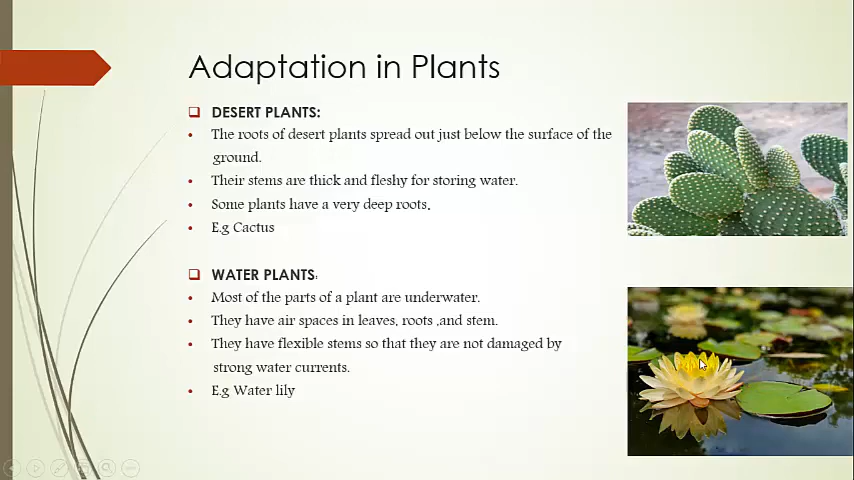 Adaptation in Plants
DESERT PLANTS:
The roots of desert plants spread out just below the surface of the
ground.
Their stems are thick and fleshy for storing water.
Some plants have a very deep roots.
E.g Cactus
WATER PLANTS:
Most of the parts of a plant are underwater.
They have air spaces in leaves, roots ,and stem.
They have flexible stems so that they are not damaged by
strong water currents.
E.g Water lily